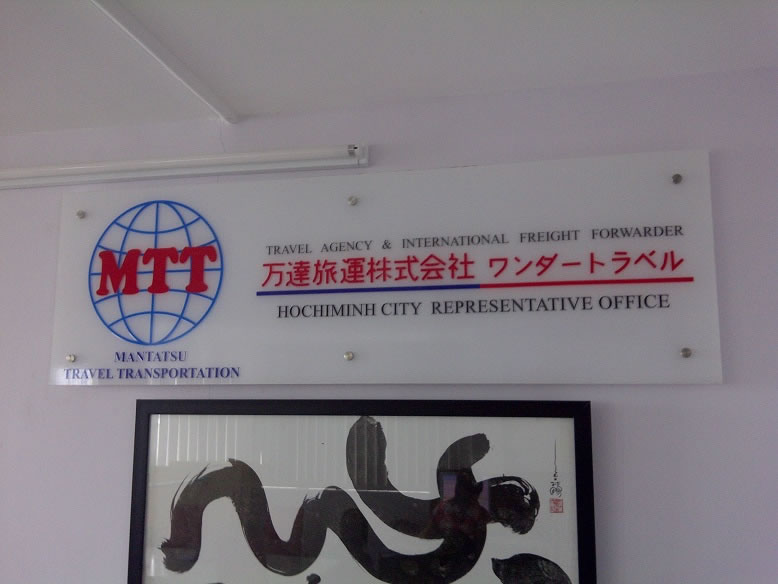 MTT
MANTATSU
TRAVEL TRANSPORTATION
TRAVEL AGENCY & INTERNATIONAL FREIGHT FORWARDER
万達旅運株式会社 ワンダートラベル
HOCHIMINH CITY REPRESENTATIVE OFFICE